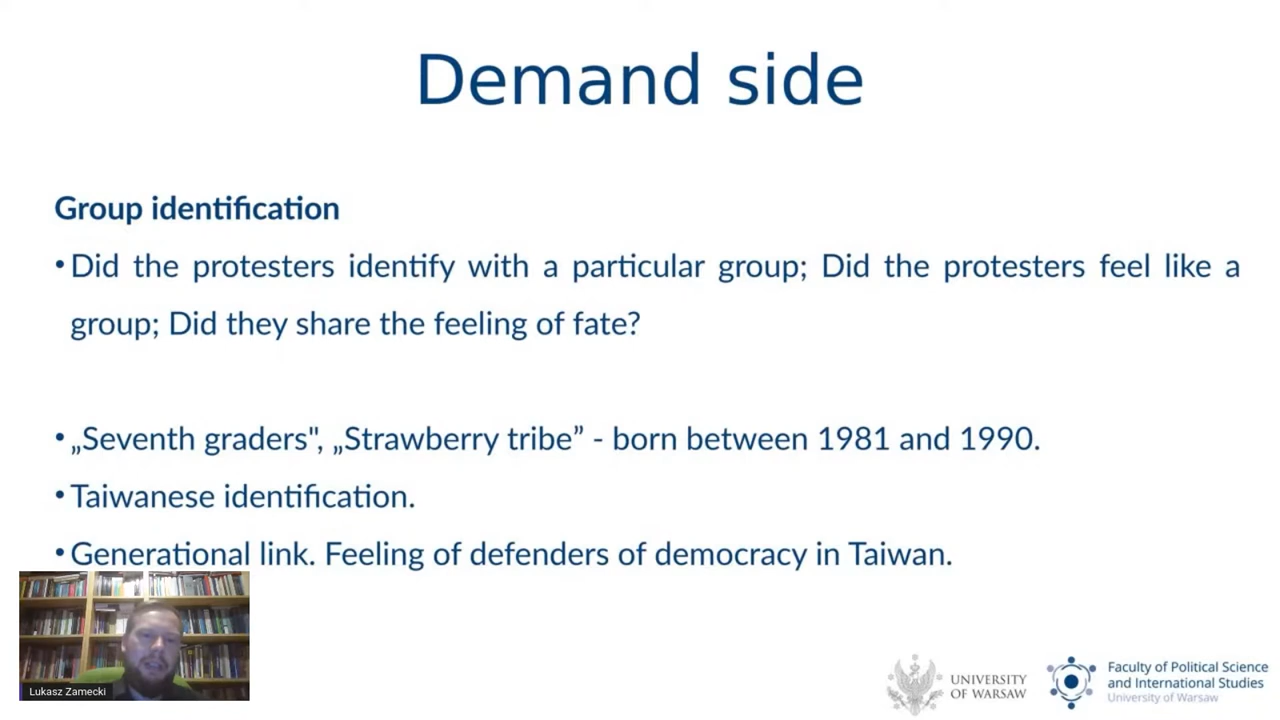 Demand side
Group identification
•Did the protesters identify with a particular group; Did the protesters feel like a
group; Did they share the feeling of fate?
•„Seventh graders", „Strawberry tribe” - born between 1981 and 1990.
•Taiwanese identification.
•Generational link. Feeling of defenders of democracy in Taiwan.
Lukasz Zamecki
UNIVERSITY
OF WARSAW
Faculty of Political Science
and International Studies
University of Warsaw